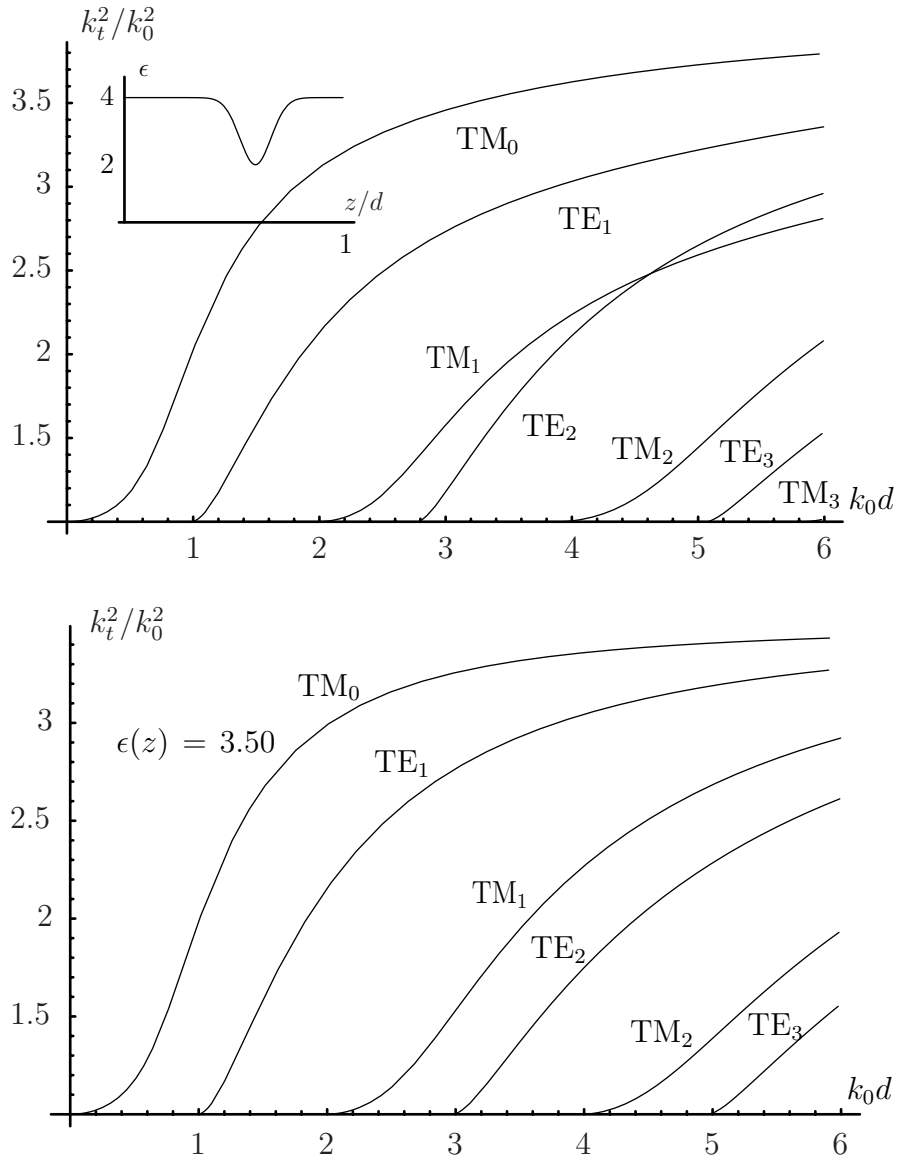 k_t^2/k_0^2
ϵ
4
3.5
TM_0
2
z/d
3
TE_1
1
2.5
2
TM_1
TE_2
TM_2
TE_3
1.5
TM_3 k_0d
1 2 3 4 5 6
k_t^2/k_0^2
TM_0
3
ϵ(z) = 3.50
TE_1
2.5
TM_1
2
TE_2
TM_2
TE_3
1.5
k_0d
1 2 3 4 5 6